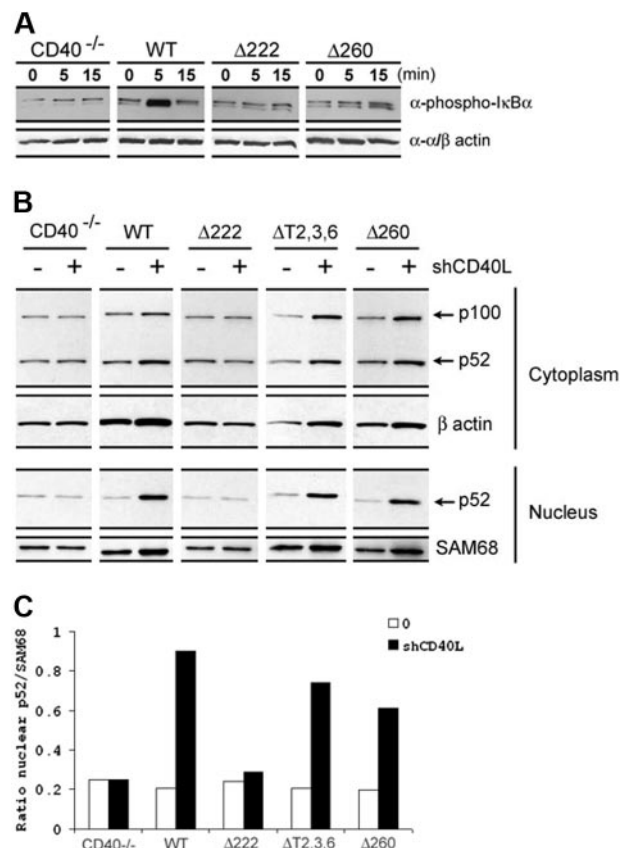 A
CD40 -/- WT Δ222 Δ260
0 5 15 0 5 15 0 5 15 0 5 15 (min)
α-phospho-IκBα
α-α/β actin
B
CD40 -/- WT Δ222 ΔT2,3,6 Δ260
- + - + - + - + - + shCD40L
p100
p52
Cytoplasm
β actin
p52
Nucleus
SAM68
C
0
shCD40L
Ratio nuclear p52/SAM68
1
0.8
0.6
0.4
0.2
0
CD40-/- WT Δ222 ΔT2,3,6 Δ260